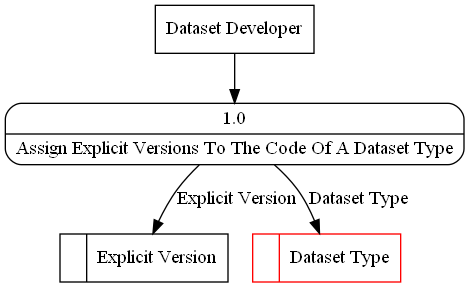 Dataset Developer
1.0
Assign Explicit Versions To The Code Of A Dataset Type
Explicit Version
Dataset Type
Explicit Version
Dataset Type